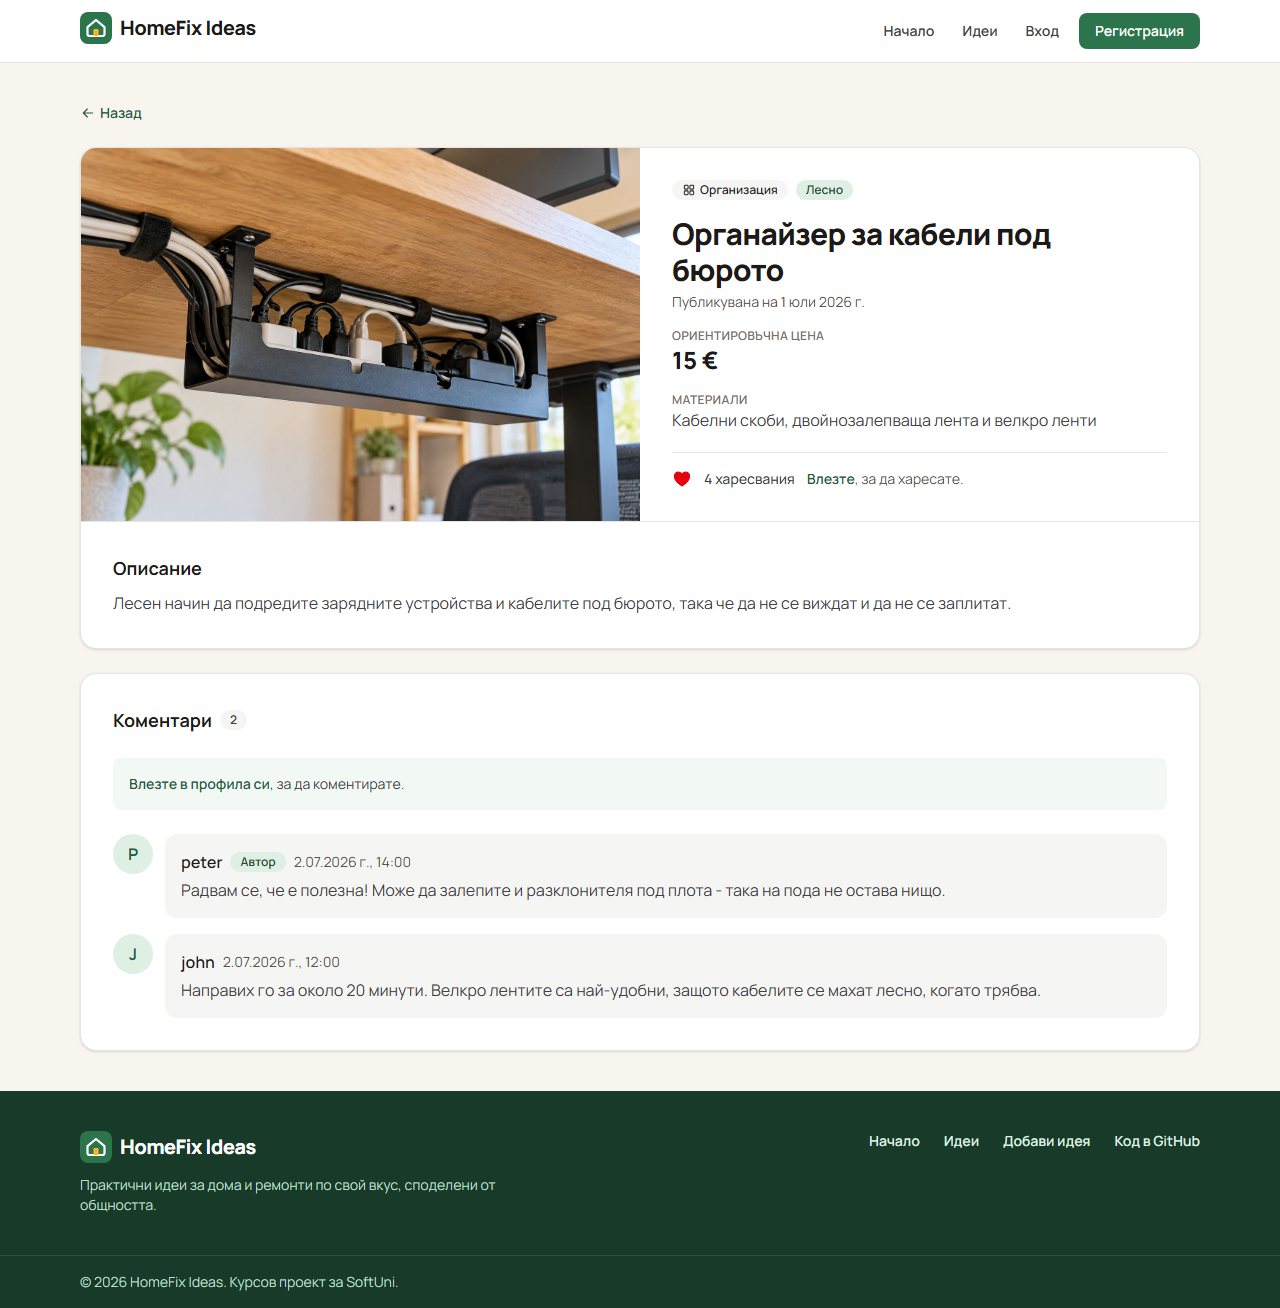 HomeFix Ideas
Начало
Идеи
Вход
Регистрация
← Назад
Организация
Лесно
Органайзер за кабели под
бюрото
Публикувана на 1 юли 2026 г.
ОРИЕНТИРОВЪЧНА ЦЕНА
15 €
МАТЕРИАЛИ
Кабелни скоби, двойнозалепваща лента и велкро ленти
4 харесвания Влезте, за да харесате.
Описание
Лесен начин да подредите зарядните устройства и кабелите под бюрото, така че да не се виждат и да не се заплитат.
Коментари 2
Влезте в профила си, за да коментирате.
P
peter Автор 2.07.2026 г., 14:00
Радвам се, че е полезна! Може да залепите и разклонителя под плота - така на пода не остава нищо.
J
john 2.07.2026 г., 12:00
Направих го за около 20 минути. Велкро лентите са най-удобни, защото кабелите се махат лесно, когато трябва.
HomeFix Ideas
Практични идеи за дома и ремонти по свой вкус, споделени от
общността.
Начало
Идеи
Добави идея
Код в GitHub
© 2026 HomeFix Ideas. Курсов проект за SoftUni.